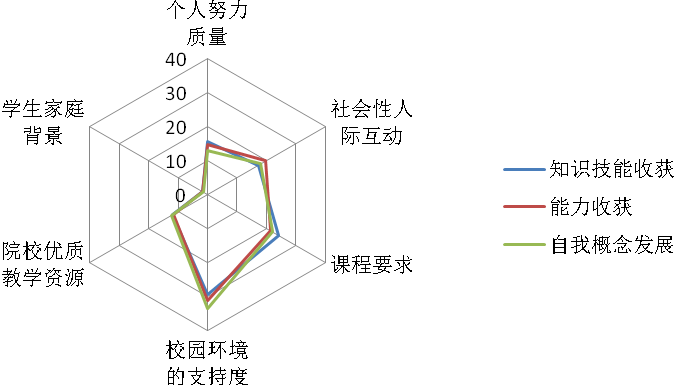 个人努力
质量
40
30
20
10
0
学生家庭
背景
社会性人
际互动
院校优质
教学资源
课程要求
校园环境
的支持度
知识技能收获
能力收获
自我概念发展